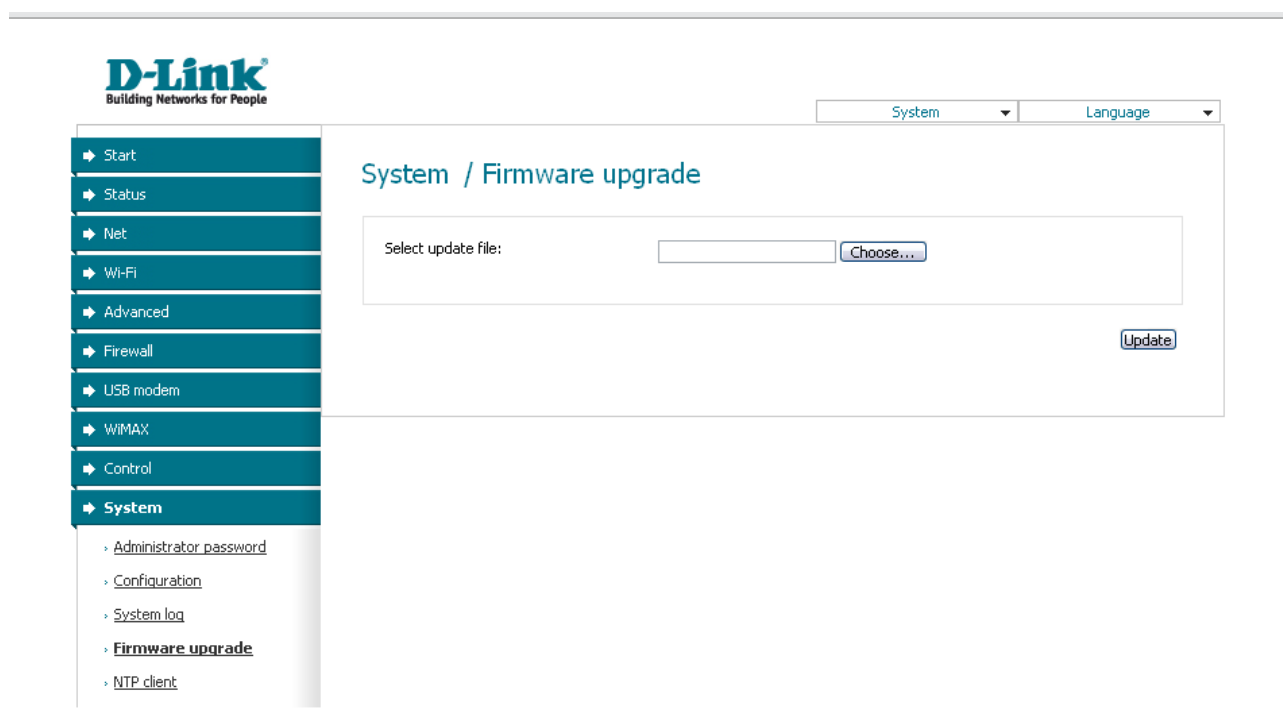 D-Link
Building Networks for People
System
Language
Start
Status
Net
Wi-Fi
Advanced
Firewall
USB modem
WiMAX
Control
System
Administrator password
Configuration
System log
Firmware upgrade
NTP client
System / Firmware upgrade
Select update file:
Choose...
Update